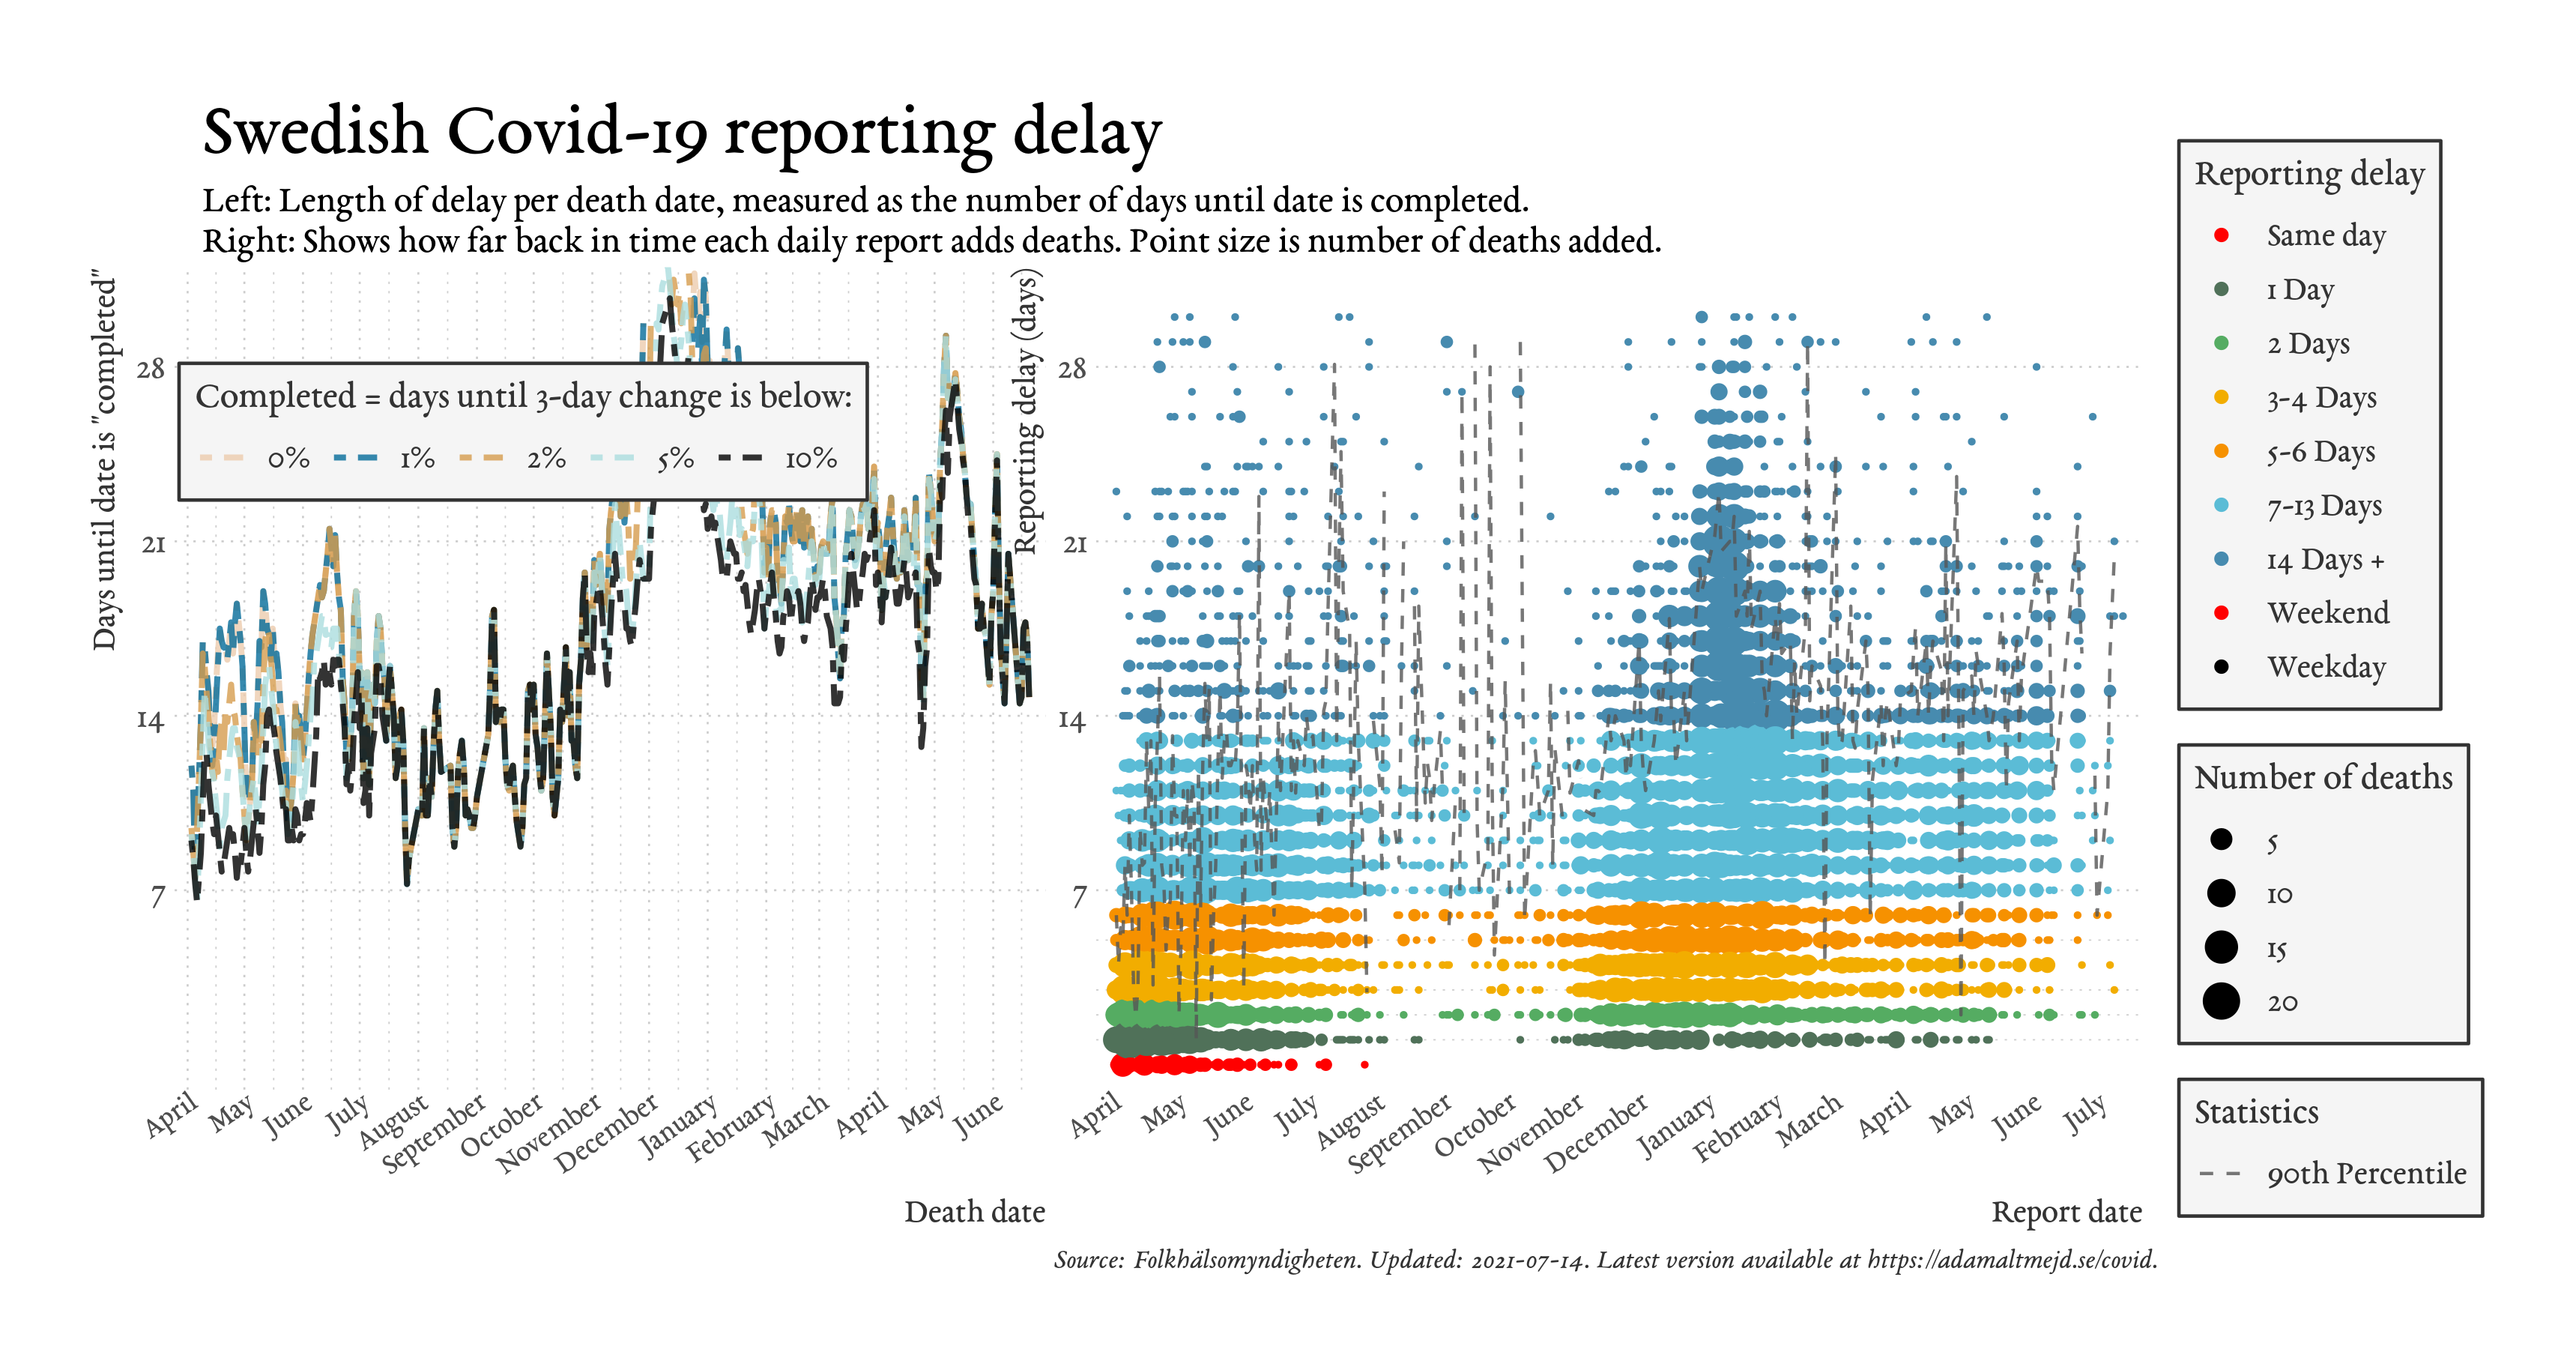 Swedish Covid-19 reporting delay
Left: Length of delay per death date, measured as the number of days until date is completed.
Right: Shows how far back in time each daily report adds deaths. Point size is number of deaths added.
Days until date is "completed"
28
21
14
7
Completed = days until 3-day change is below:
0% 1% 2% 5% 10%
April May June July August September October November December January February March April May June
Death date
Reporting delay (days)
28
21
14
7
April May June July August September October November December January February March April May June July
Report date
Reporting delay
Same day
1 Day
2 Days
3-4 Days
5-6 Days
7-13 Days
14 Days +
Weekend
Weekday
Number of deaths
5
10
15
20
Statistics
90th Percentile
Source: Folkhälsomyndigheten. Updated: 2021-07-14. Latest version available at https://adamaltmejd.se/covid.